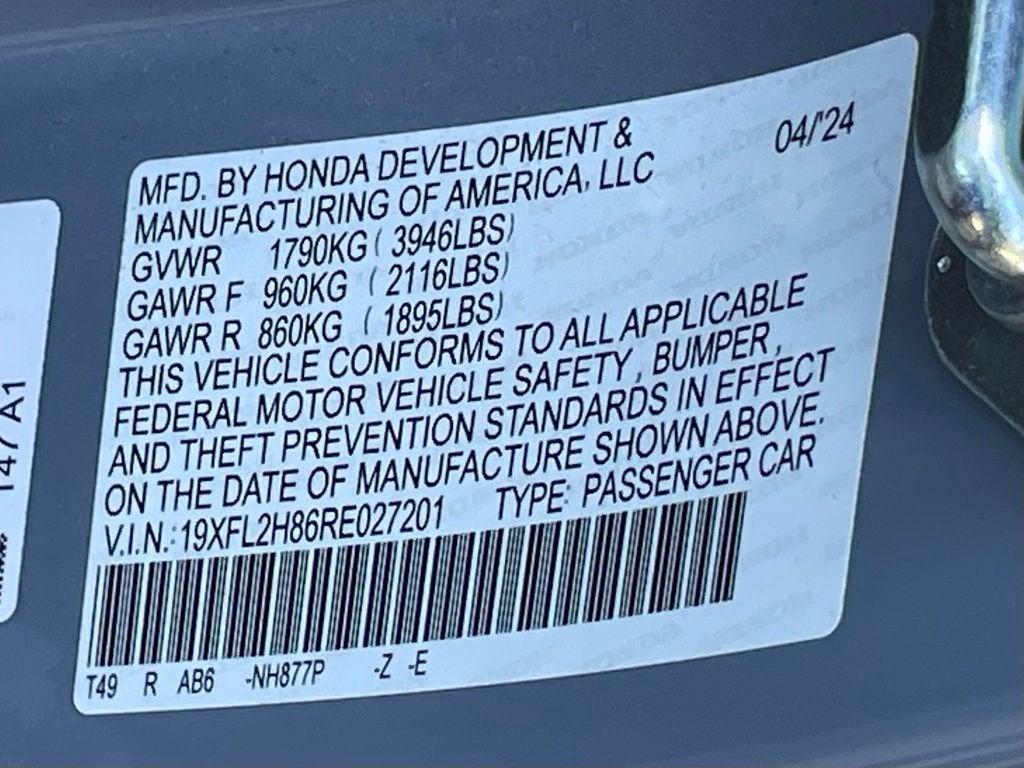 MFD. BY HONDA DEVELOPMENT &
MANUFACTURING OF AMERICA, LLC
04/'24
GVWR 1790KG ( 3946LBS)
GAWR F 960KG ( 2116LBS)
GAWR R 860KG ( 1895LBS)
THIS VEHICLE CONFORMS TO ALL APPLICABLE
FEDERAL MOTOR VEHICLE SAFETY, BUMPER,
AND THEFT PREVENTION STANDARDS IN EFFECT
ON THE DATE OF MANUFACTURE SHOWN ABOVE.
V.I.N.: 19XFL2H86RE027201 TYPE: PASSENGER CAR
T49 R AB6 -NH877P -Z -E